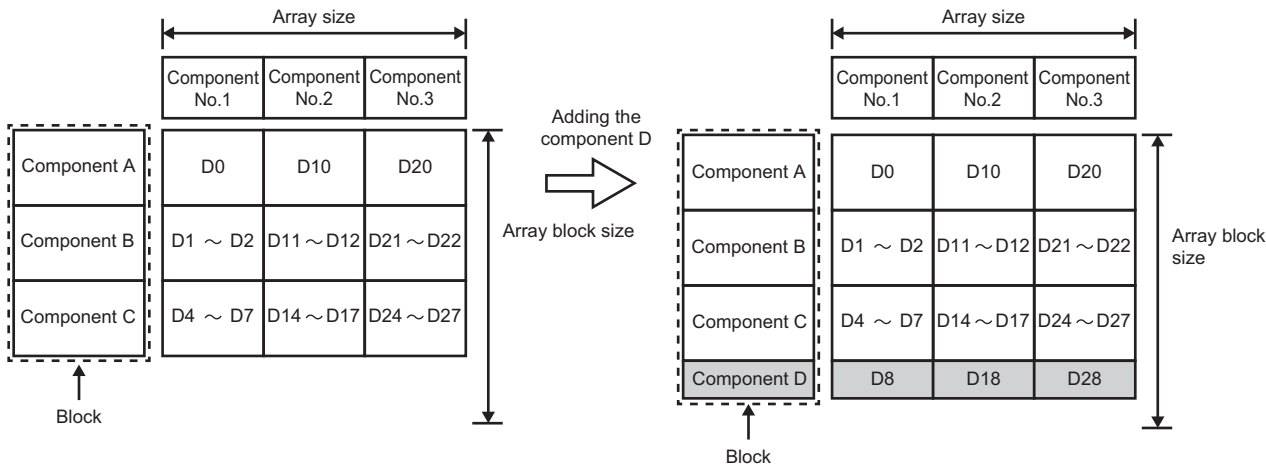 Array size
Component No.1
Component No.2
Component No.3
Component A
D0
D10
D20
Component B
D1 ～ D2
D11～D12
D21～D22
Component C
D4 ～ D7
D14～D17
D24～D27
Block
Array block size
Adding the
component D
Array size
Component No.1
Component No.2
Component No.3
Component A
D0
D10
D20
Component B
D1 ～ D2
D11～D12
D21～D22
Component C
D4 ～ D7
D14～D17
D24～D27
Component D
D8
D18
D28
Block
Array block
size